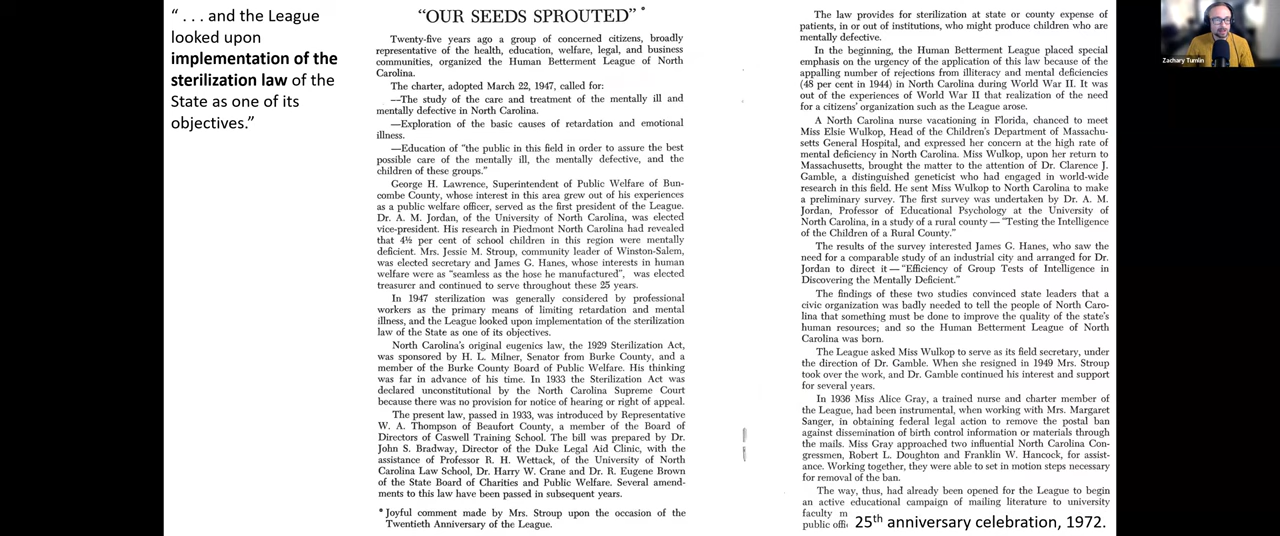 “ . . . and the League
looked upon
implementation of the
sterilization law of the
State as one of its
objectives.”
“OUR SEEDS SPROUTED” *
Twenty-five years ago a group of concerned citizens, broadly
representative of the health, education, welfare, legal, and business
communities, organized the Human Betterment League of North
Carolina.
The charter, adopted March 22, 1947, called for:
—The study of the care and treatment of the mentally ill and
mentally defective in North Carolina.
—Exploration of the basic causes of retardation and emotional
illness.
—Education of “the public in this field in order to assure the best
possible care of the mentally ill, the mentally defective, and the
children of these groups.”
George H. Lawrence, Superintendent of Public Welfare of Bun-
combe County, whose interest in this area grew out of his experiences
as a public welfare officer, served as the first president of the League.
Dr. A. M. Jordan, of the University of North Carolina, was elected
vice-president. His research in Piedmont North Carolina had revealed
that 4½ per cent of school children in this region were mentally
deficient. Mrs. Jessie M. Stroup, community leader of Winston-Salem,
was elected secretary and James G. Hanes, whose interests in human
welfare were as “seamless as the hose he manufactured”, was elected
treasurer and continued to serve throughout these 25 years.
In 1947 sterilization was generally considered by professional
workers as the primary means of limiting retardation and mental
illness, and the League looked upon implementation of the sterilization
law of the State as one of its objectives.
North Carolina’s original eugenics law, the 1929 Sterilization Act,
was sponsored by H. L. Milner, Senator from Burke County, and a
member of the Burke County Board of Public Welfare. His thinking
was far in advance of his time. In 1933 the Sterilization Act was
declared unconstitutional by the North Carolina Supreme Court
because there was no provision for notice of hearing or right of appeal.
The present law, passed in 1933, was introduced by Representative
W. A. Thompson of Beaufort County, a member of the Board of
Directors of Caswell Training School. The bill was prepared by Dr.
John S. Bradway, Director of the Duke Legal Aid Clinic, with the
assistance of Professor R. H. Wettack, of the University of North
Carolina Law School, Dr. Harry W. Crane and Dr. R. Eugene Brown
of the State Board of Charities and Public Welfare. Several amend-
ments to this law have been passed in subsequent years.
* Joyful comment made by Mrs. Stroup upon the occasion of the
Twentieth Anniversary of the League.
The law provides for sterilization at state or county expense of
patients, in or out of institutions, who might produce children who are
mentally defective.
In the beginning, the Human Betterment League placed special
emphasis on the urgency of the application of this law because of the
appalling number of rejections from illiteracy and mental deficiencies
(48 per cent in 1944) in North Carolina during World War II. It was
out of the experiences of World War II that realization of the need
for a citizens’ organization such as the League arose.
A North Carolina nurse vacationing in Florida, chanced to meet
Miss Elsie Wulkop, Head of the Children’s Department of Massachu-
setts General Hospital, and expressed her concern at the high rate of
mental deficiency in North Carolina. Miss Wulkop, upon her return to
Massachusetts, brought the matter to the attention of Dr. Clarence J.
Gamble, a distinguished geneticist who had engaged in world-wide
research in this field. He sent Miss Wulkop to North Carolina to make
a preliminary survey. The first survey was undertaken by Dr. A. M.
Jordan, Professor of Educational Psychology at the University of
North Carolina, in a study of a rural county — “Testing the Intelligence
of the Children of a Rural County.”
The results of the survey interested James G. Hanes, who saw the
need for a comparable study of an industrial city and arranged for Dr.
Jordan to direct it — “Efficiency of Group Tests of Intelligence in
Discovering the Mentally Deficient.”
The findings of these two studies convinced state leaders that a
civic organization was badly needed to tell the people of North Caro-
lina that something must be done to improve the quality of the state’s
human resources; and so the Human Betterment League of North
Carolina was born.
The League asked Miss Wulkop to serve as its field secretary, under
the direction of Dr. Gamble. When she resigned in 1949 Mrs. Stroup
took over the work, and Dr. Gamble continued his interest and support
for several years.
In 1936 Miss Alice Gray, a trained nurse and charter member of
the League, had been instrumental, when working with Mrs. Margaret
Sanger, in obtaining federal legal action to remove the postal ban
against dissemination of birth control information or materials through
the mails. Miss Gray approached two influential North Carolina Con-
gressmen, Robert L. Doughton and Franklin W. Hancock, for assist-
ance. Working together, they were able to set in motion steps necessary
for removal of the ban.
The way, thus, had already been opened for the League to begin
an active educational campaign of mailing literature to university
faculty m
public offi
25th anniversary celebration, 1972.
Zachary Tumlin